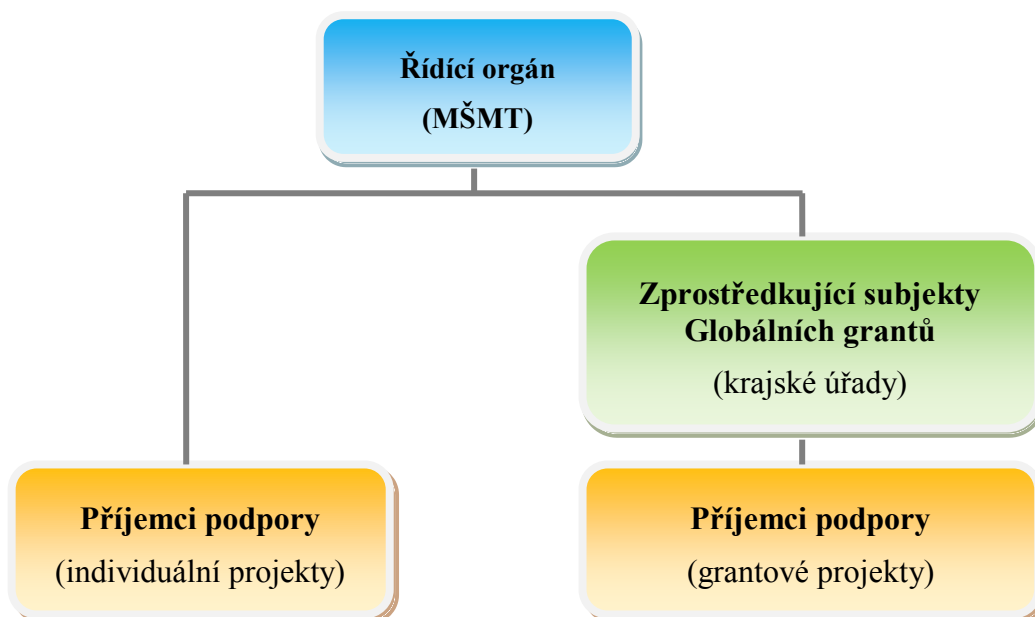 Řídící orgán
(MŠMT)
Zprostředkující subjekty
Globálních grantů
(krajské úřady)
Příjemci podpory
(individuální projekty)
Příjemci podpory
(grantové projekty)